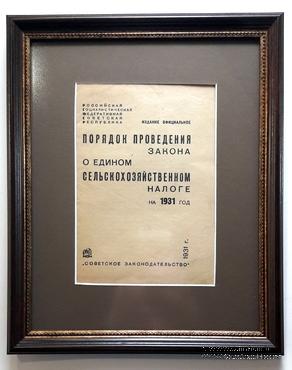 РОССИЙСКАЯ
СОЦИАЛИСТИЧЕСКАЯ
ФЕДЕРАТИВНАЯ
СОВЕТСКАЯ
РЕСПУБЛИКА
ИЗДАНИЕ ОФИЦИАЛЬНОЕ
ПОРЯДОК ПРОВЕДЕНИЯ
ЗАКОНА
О ЕДИНОМ
СЕЛЬСКОХОЗЯЙСТВЕННОМ
НАЛОГЕ
НА 1931 ГОД
1931 г.
„СОВЕТСКОЕ ЗАКОНОДАТЕЛЬСТВО"